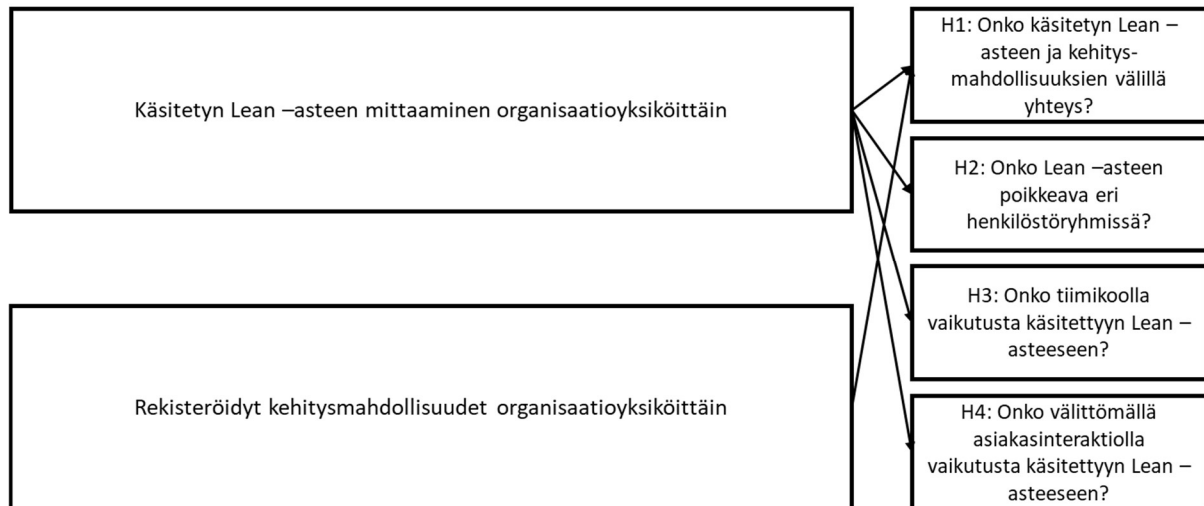 Käsitetyn Lean –asteen mittaaminen organisaatioyksiköittäin
Rekisteröidyt kehitysmahdollisuudet organisaatioyksiköittäin
H1: Onko käsitetyn Lean –
asteen ja kehitys-
mahdollisuuksien välillä
yhteys?
H2: Onko Lean –asteen
poikkeava eri
henkilöstöryhmissä?
H3: Onko tiimikoolla
vaikutusta käsitettyyn Lean –
asteeseen?
H4: Onko välittömällä
asiakasinteraktiolla
vaikutusta käsitettyyn Lean –
asteeseen?